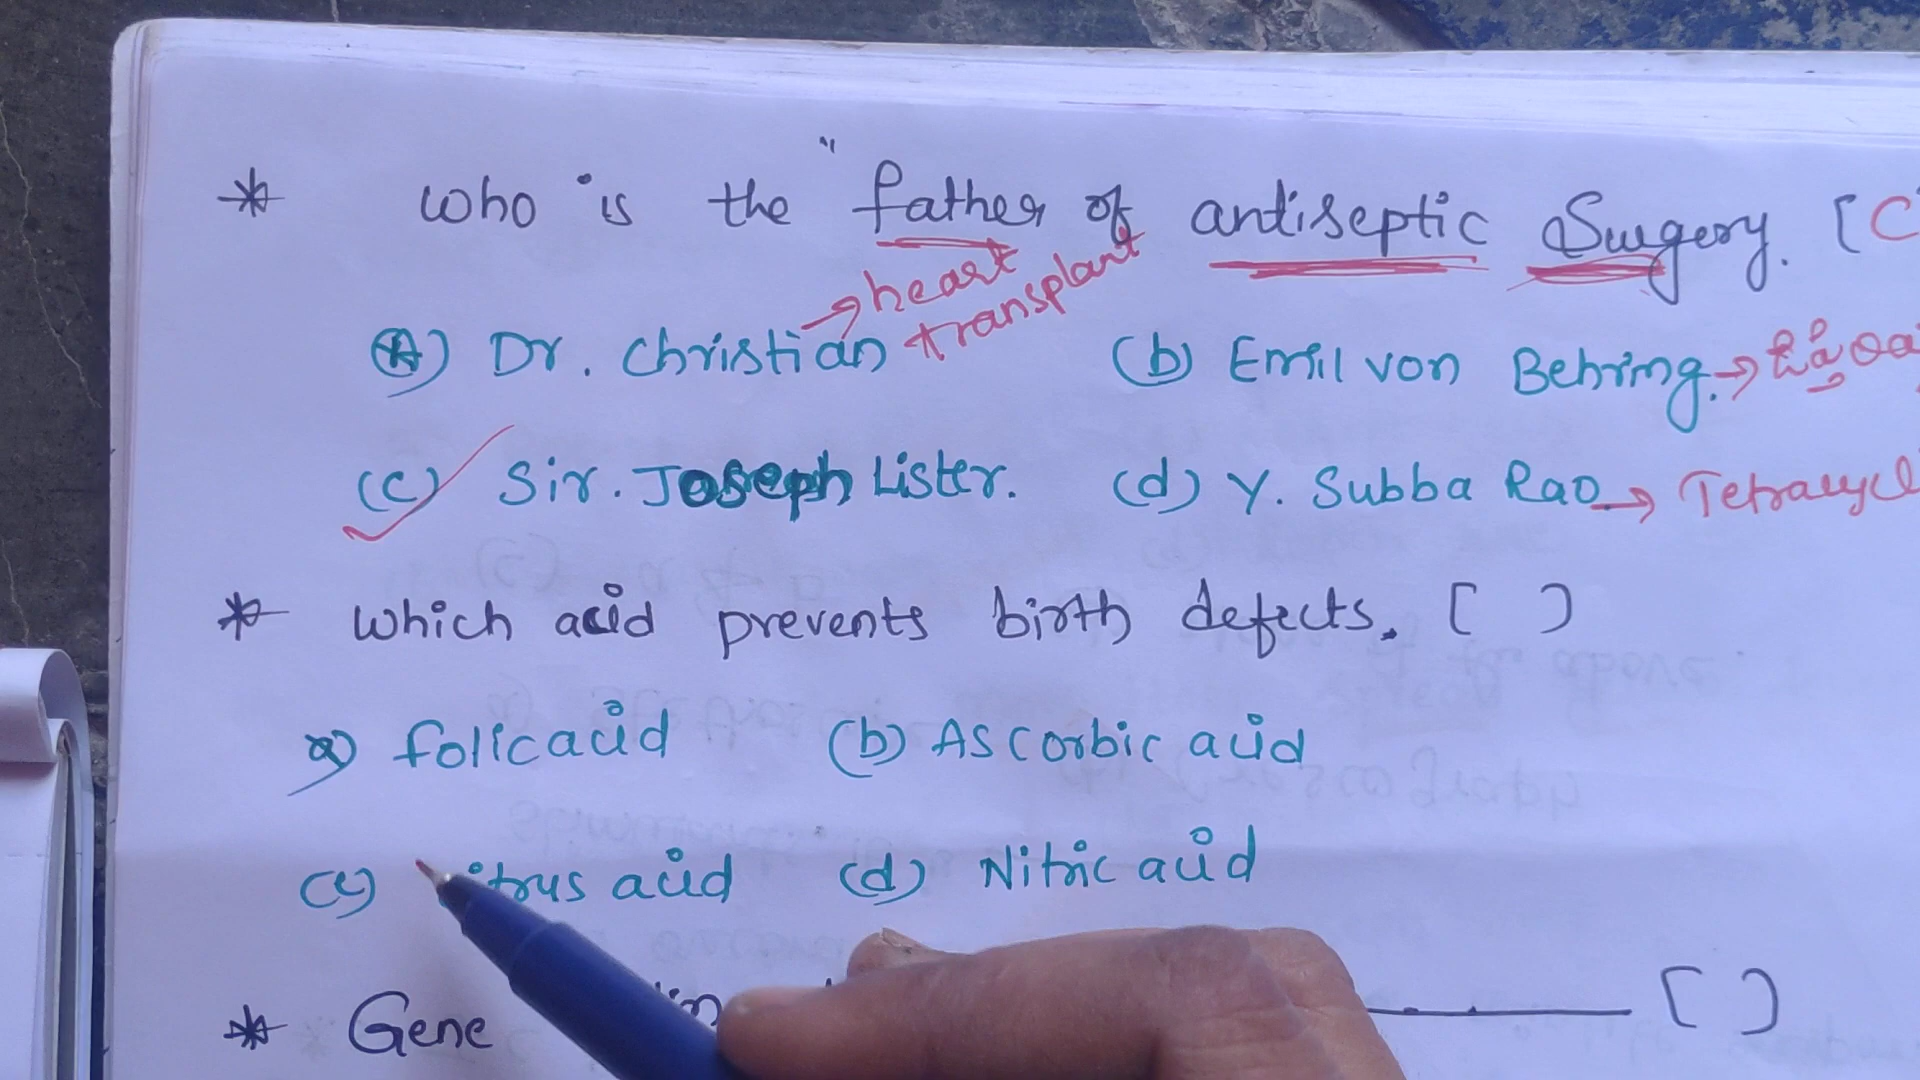 * who is the "father of antiseptic Surgery. [C
→ heart transplant
(A) Dr. Christian (b) Emil von Behring. →
(c) Sir. Joseph Lister. (d) Y. Subba Rao →
* which acid prevents birth defects. [ ]
a) folic acid (b) Ascorbic acid
(c) acid (d) Nitric acid
* Gene [ ]